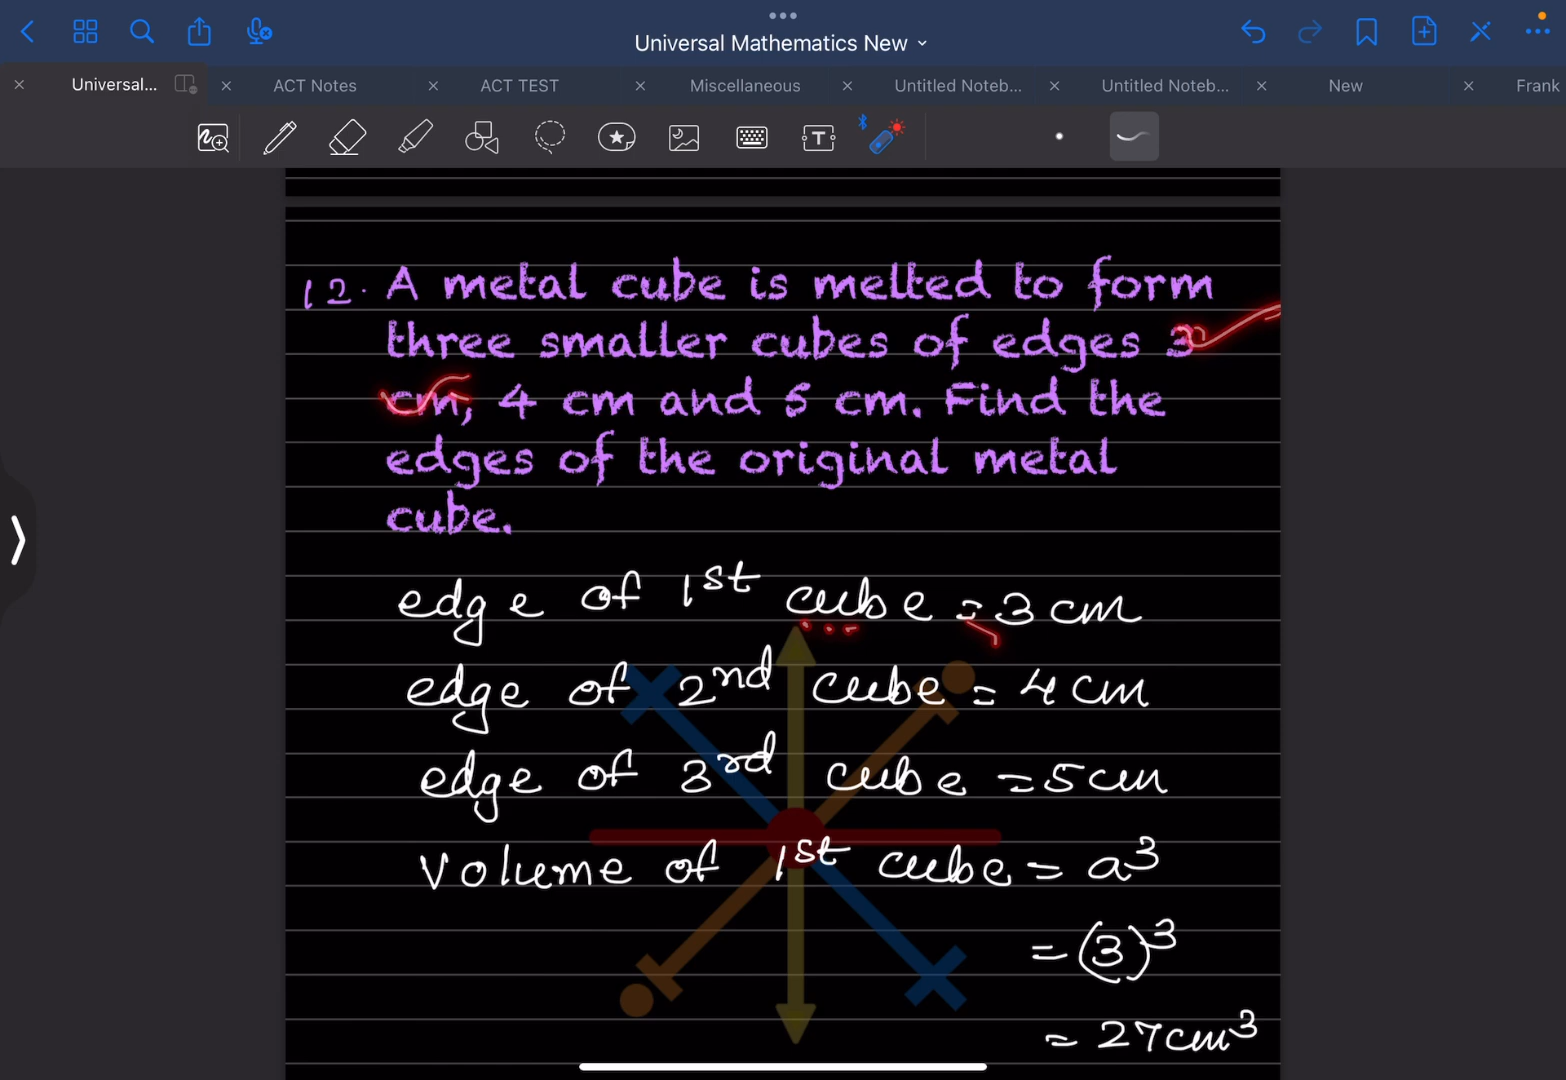 Universal Mathematics New
Universal...
ACT Notes
ACT TEST
Miscellaneous
Untitled Noteb...
Untitled Noteb...
New
Frank
T
12. A metal cube is melted to form
three smaller cubes of edges 3
cm, 4 cm and 5 cm. Find the
edges of the original metal
cube.
edge of 1st cube = 3 cm
edge of 2nd cube = 4 cm
edge of 3rd cube = 5 cm
Volume of 1st cube = a³
= (3)³
= 27 cm³